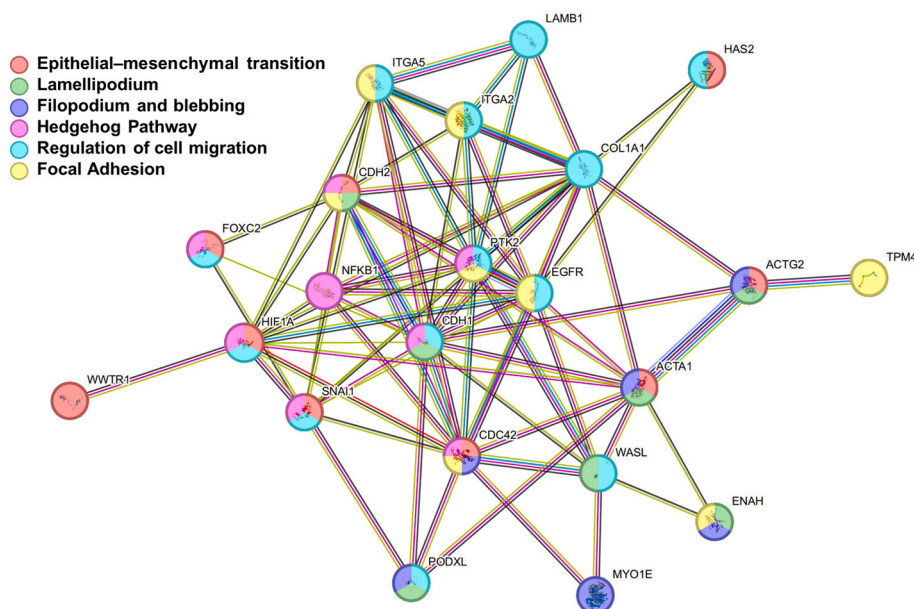 Epithelial–mesenchymal transition
Lamellipodium
Filopodium and blebbing
Hedgehog Pathway
Regulation of cell migration
Focal Adhesion
LAMB1
HAS2
ITGA5
ITGA2
COL1A1
CDH2
FOXC2
PTK2
NFKB1
EGFR
ACTG2
TPM4
CDH1
HIF1A
ACTA1
WWTR1
SNAI1
CDC42
WASL
ENAH
PODXL
MYO1E